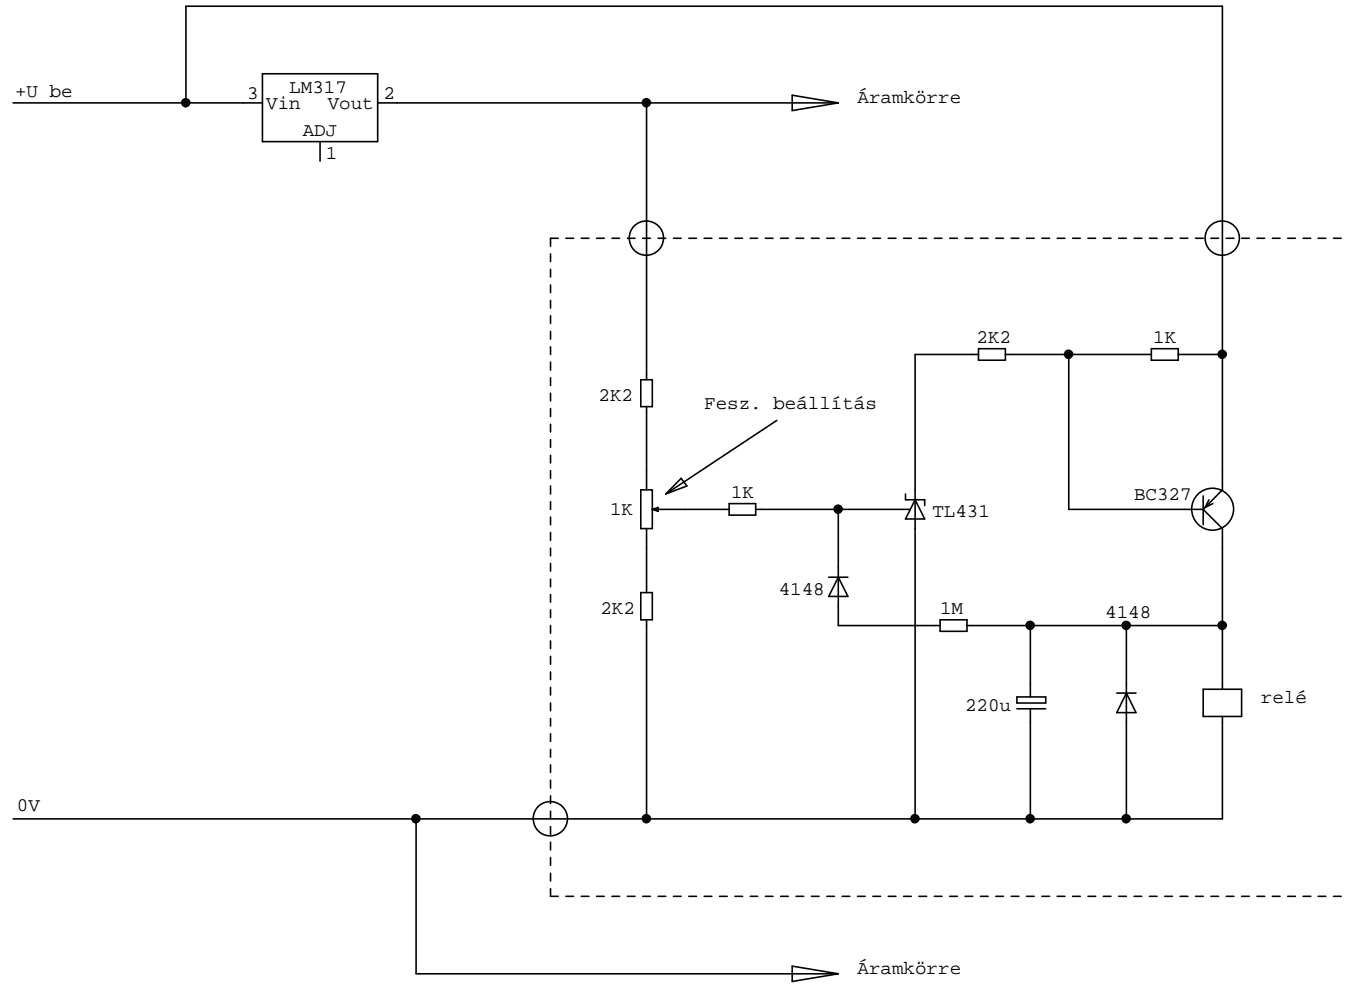 +U be
LM317
3
Vin Vout
2
ADJ
1
Áramkörre
2K2
1K
2K2
Fesz. beállítás
1K
1K
TL431
BC327
4148
1M
4148
2K2
220u
relé
0V
Áramkörre